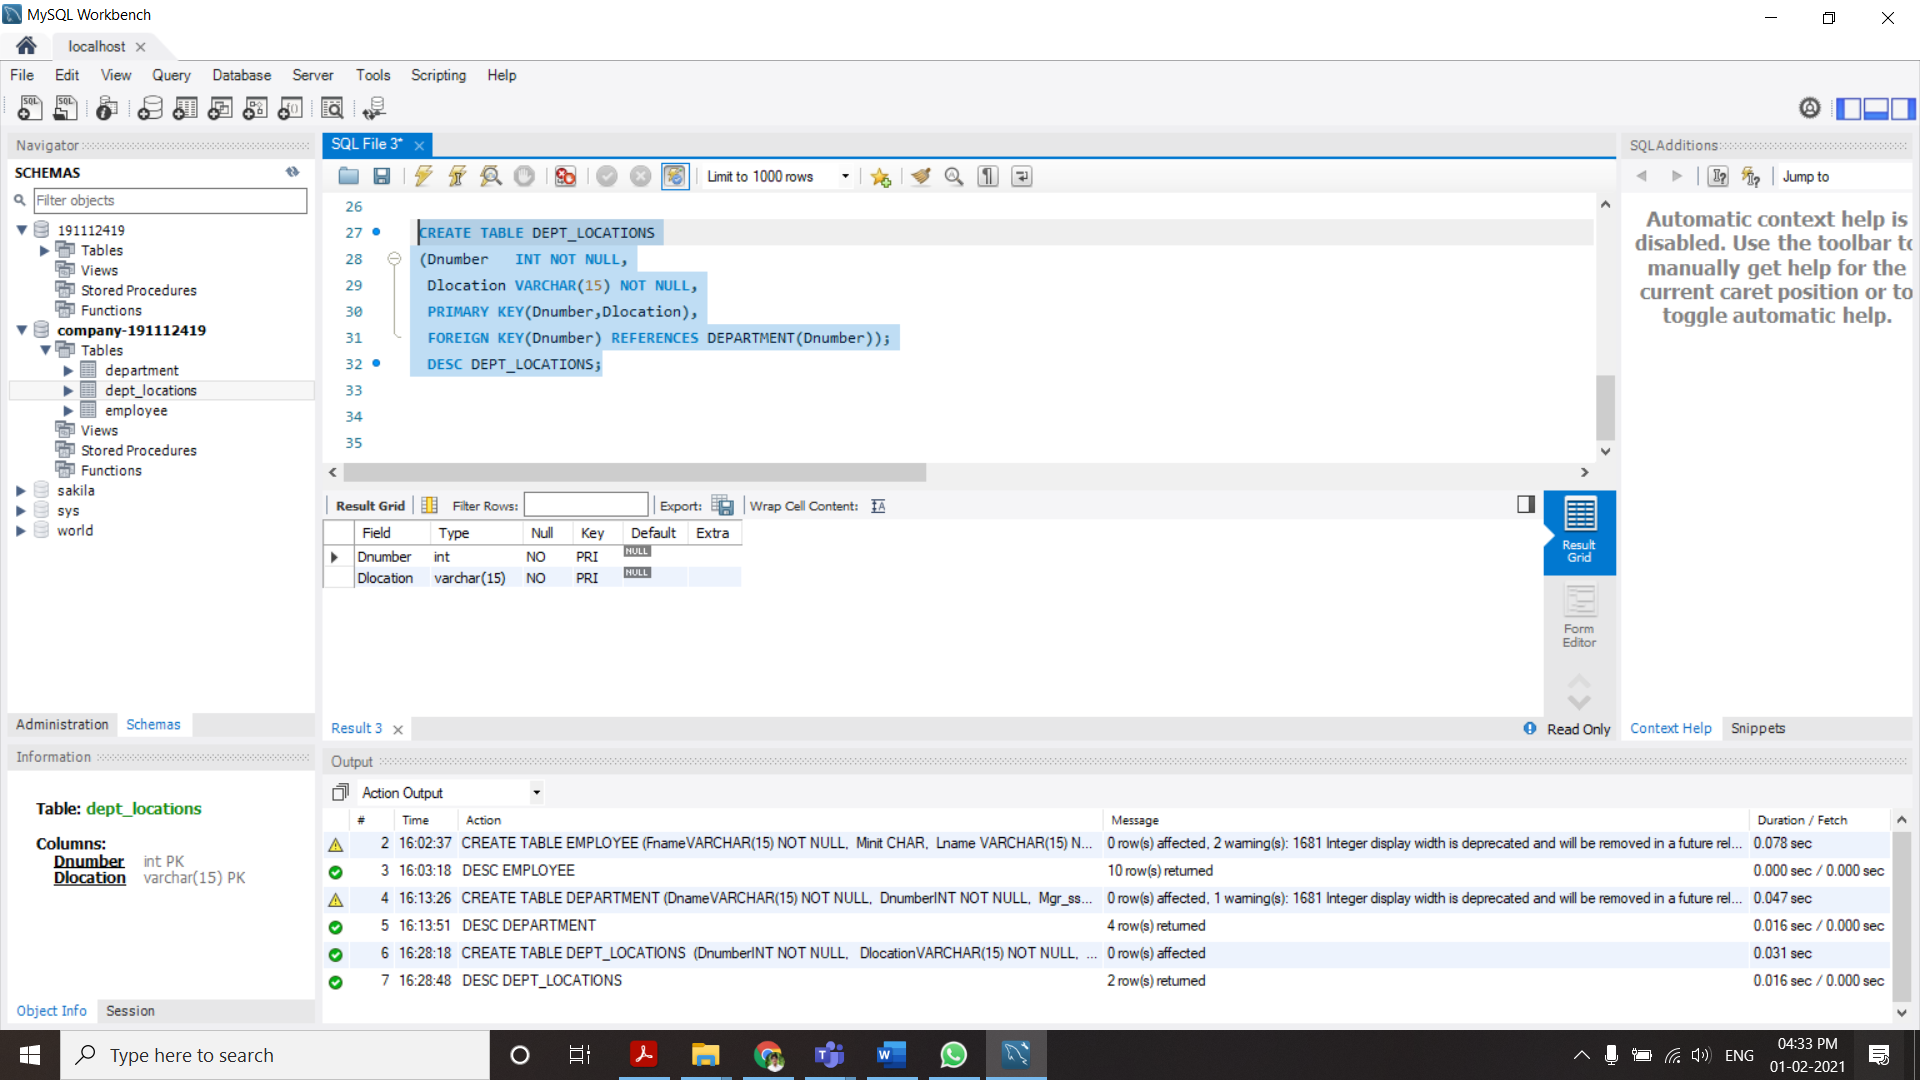 MySQL Workbench
localhost
File Edit View Query Database Server Tools Scripting Help
Navigator
SCHEMAS
Filter objects
191112419
Tables
Views
Stored Procedures
Functions
company-191112419
Tables
department
dept_locations
employee
Views
Stored Procedures
Functions
sakila
sys
world
Administration Schemas
Information
Table: dept_locations
Columns:
Dnumber int PK
Dlocation varchar(15) PK
Object Info Session
SQL File 3*
Limit to 1000 rows
26
27 CREATE TABLE DEPT_LOCATIONS
28 (Dnumber INT NOT NULL,
29 Dlocation VARCHAR(15) NOT NULL,
30 PRIMARY KEY(Dnumber,Dlocation),
31 FOREIGN KEY(Dnumber) REFERENCES DEPARTMENT(Dnumber));
32 DESC DEPT_LOCATIONS;
33
34
35
Result Grid Filter Rows: Export: Wrap Cell Content:
Field Type Null Key Default Extra
Dnumber int NO PRI NULL
Dlocation varchar(15) NO PRI NULL
Result
Grid
Form
Editor
Result 3
Read Only
SQLAdditions
Jump to
Automatic context help is
disabled. Use the toolbar to
manually get help for the
current caret position or to
toggle automatic help.
Context Help Snippets
Output
Action Output
# Time Action Message Duration / Fetch
2 16:02:37 CREATE TABLE EMPLOYEE (FnameVARCHAR(15) NOT NULL, Minit CHAR, Lname VARCHAR(15) N... 0 row(s) affected, 2 warning(s): 1681 Integer display width is deprecated and will be removed in a future rel... 0.078 sec
3 16:03:18 DESC EMPLOYEE 10 row(s) returned 0.000 sec / 0.000 sec
4 16:13:26 CREATE TABLE DEPARTMENT (DnameVARCHAR(15) NOT NULL, DnumberINT NOT NULL, Mgr_ss... 0 row(s) affected, 1 warning(s): 1681 Integer display width is deprecated and will be removed in a future rel... 0.047 sec
5 16:13:51 DESC DEPARTMENT 4 row(s) returned 0.016 sec / 0.000 sec
6 16:28:18 CREATE TABLE DEPT_LOCATIONS (DnumberINT NOT NULL, DlocationVARCHAR(15) NOT NULL, ... 0 row(s) affected 0.031 sec
7 16:28:48 DESC DEPT_LOCATIONS 2 row(s) returned 0.016 sec / 0.000 sec
Type here to search
ENG
04:33 PM
01-02-2021